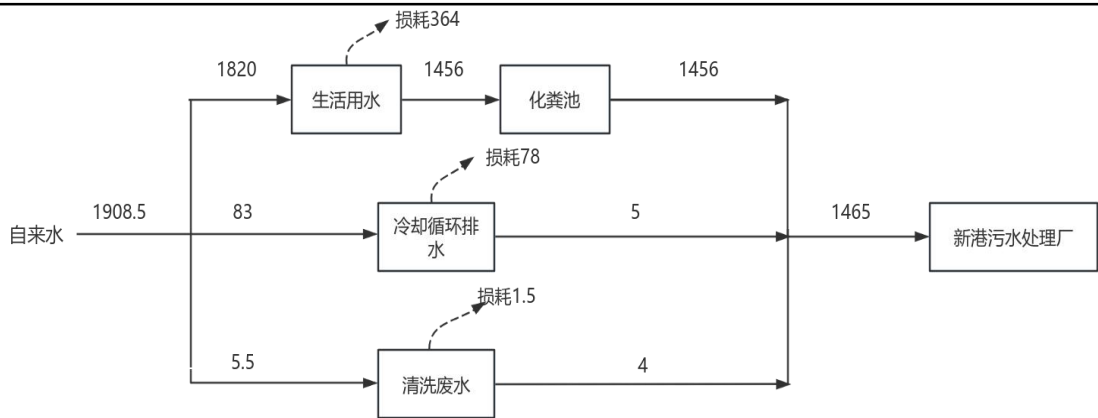 损耗364
1820
生活用水
1456
化粪池
1456
损耗78
自来水
1908.5
83
冷却循环排
水
5
1465
新港污水处理厂
损耗1.5
5.5
清洗废水
4